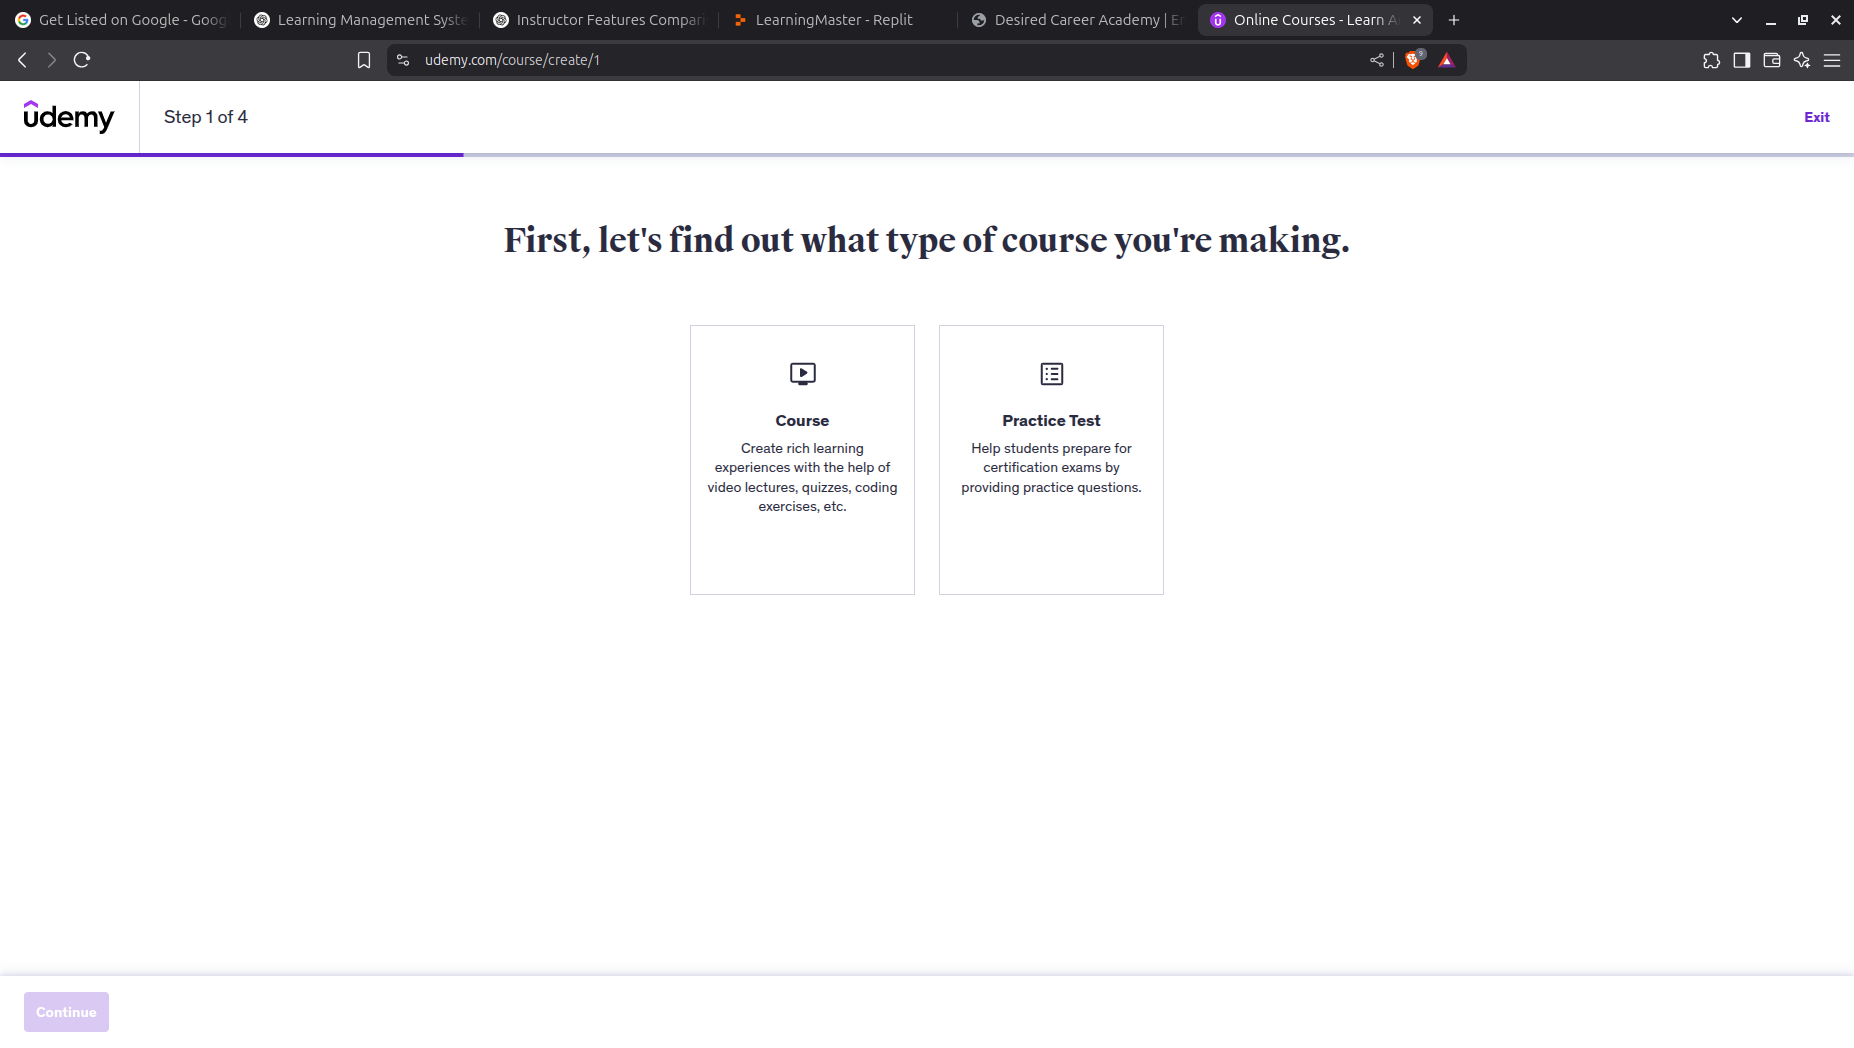 Get Listed on Google - Goog
Learning Management Syste
Instructor Features Compari
LearningMaster - Replit
Desired Career Academy | En
Online Courses - Learn A
udemy.com/course/create/1
9
udemy
Step 1 of 4
Exit
First, let's find out what type of course you're making.
Course
Create rich learning
experiences with the help of
video lectures, quizzes, coding
exercises, etc.
Practice Test
Help students prepare for
certification exams by
providing practice questions.
Continue